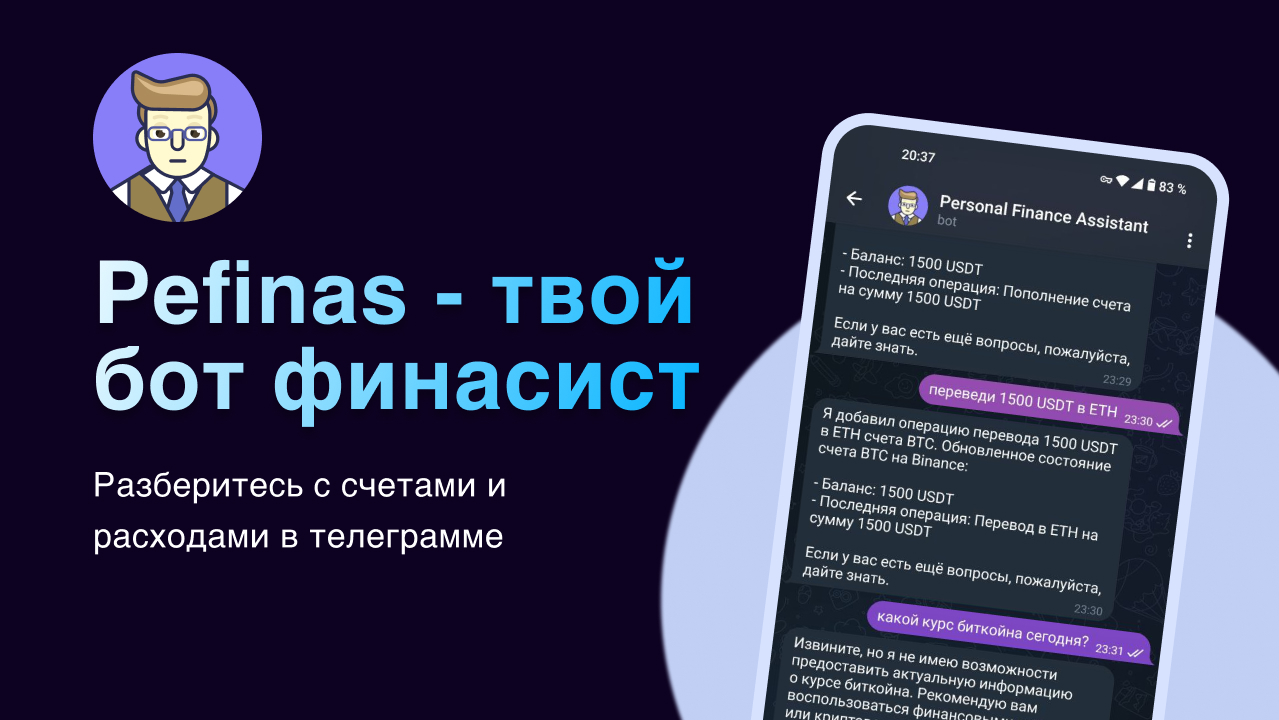 Pefinas - твой
бот финасист
Разберитесь с счетами и
расходами в телеграмме
20:37
83 %
Personal Finance Assistant
bot
- Баланс: 1500 USDT
- Последняя операция: Пополнение счета
на сумму 1500 USDT
Если у вас есть ещё вопросы, пожалуйста,
дайте знать.
23:29
переведи 1500 USDT в ETH 23:30
Я добавил операцию перевода 1500 USDT
в ETH счета BTC. Обновленное состояние
счета BTC на Binance:
- Баланс: 1500 USDT
- Последняя операция: Перевод в ETH на
сумму 1500 USDT
Если у вас есть ещё вопросы, пожалуйста,
дайте знать.
23:30
какой курс биткойна сегодня? 23:31
Извините, но я не имею возможности
предоставить актуальную информацию
о курсе биткойна. Рекомендую вам
воспользоваться
или